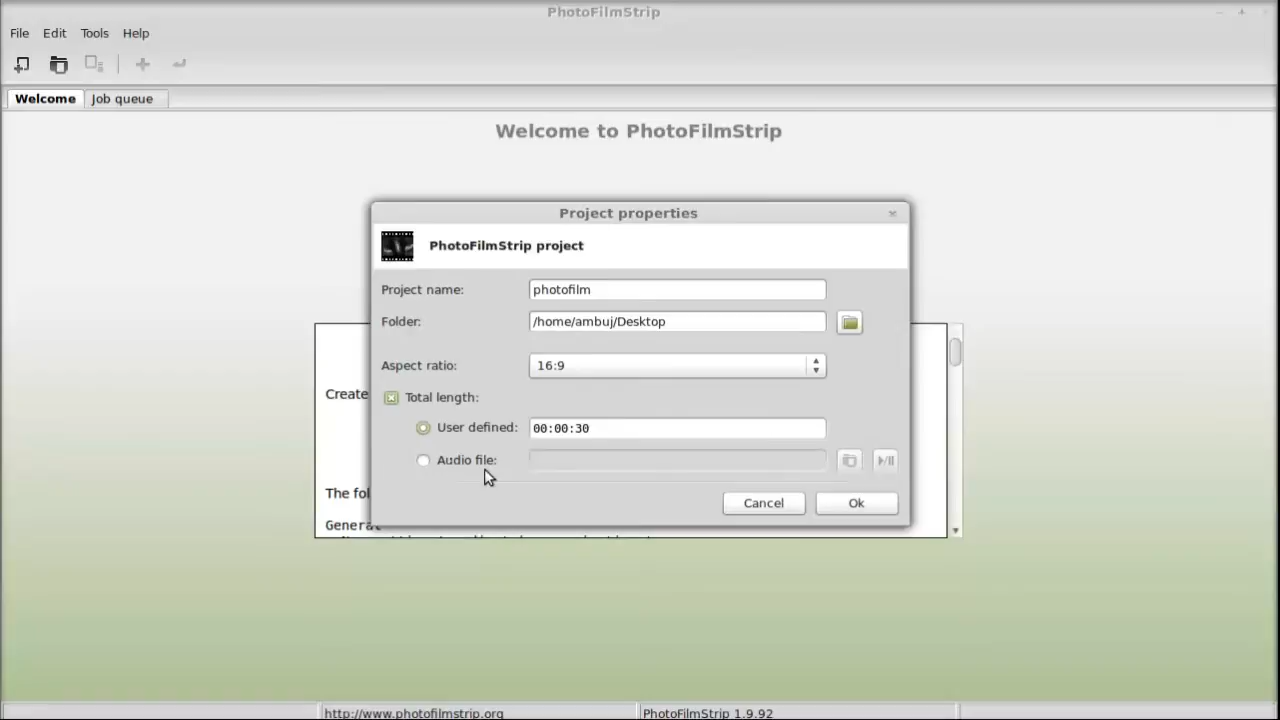 PhotoFilmStrip
File Edit Tools Help
Welcome Job queue
Welcome to PhotoFilmStrip
Project properties
PhotoFilmStrip project
Project name: photofilm
Folder: /home/ambuj/Desktop
Aspect ratio: 16:9
Create
Total length:
User defined: 00:00:30
Audio file:
The fol
Cancel Ok
General
http://www.photofilmstrip.org PhotoFilmStrip 1.9.92